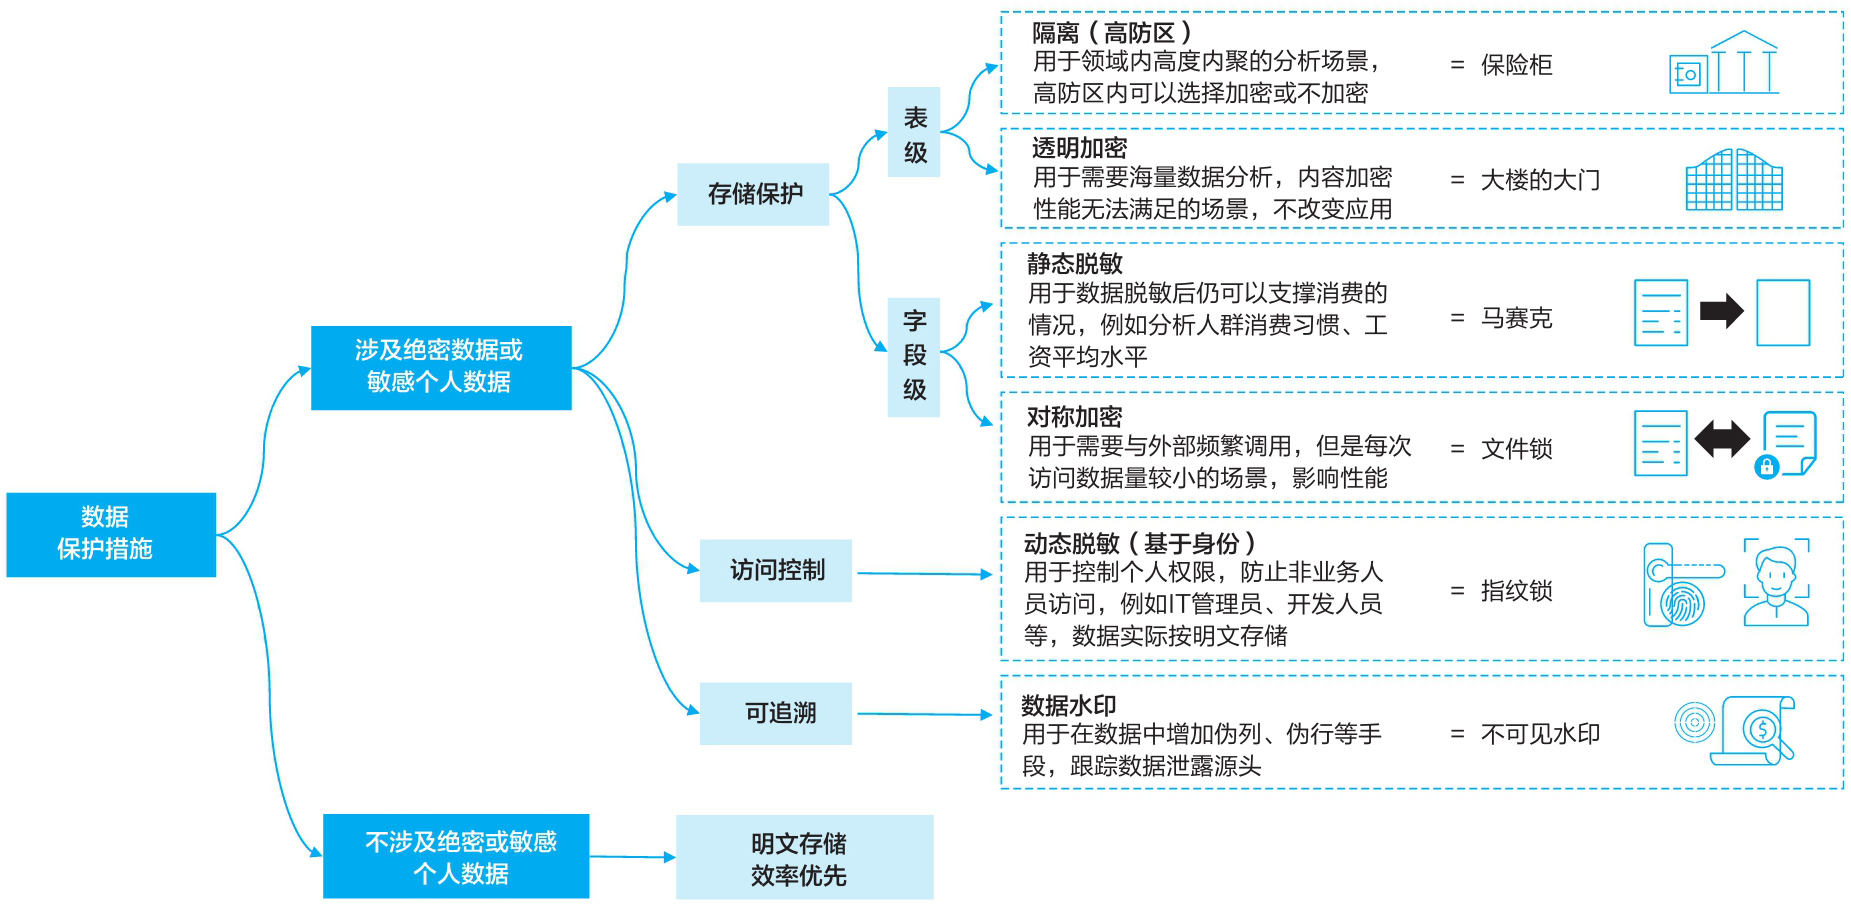 数据
保护措施
涉及绝密数据或
敏感个人数据
存储保护
表
级
隔离（高防区）
用于领域内高度内聚的分析场景，
高防区内可以选择加密或不加密
= 保险柜
透明加密
用于需要海量数据分析，内容加密
性能无法满足的场景，不改变应用
= 大楼的大门
字
段
级
静态脱敏
用于数据脱敏后仍可以支撑消费的
情况，例如分析人群消费习惯、工
资平均水平
= 马赛克
对称加密
用于需要与外部频繁调用，但是每次
访问数据量较小的场景，影响性能
= 文件锁
访问控制
动态脱敏（基于身份）
用于控制个人权限，防止非业务人
员访问，例如IT管理员、开发人员
等，数据实际按明文存储
= 指纹锁
可追溯
数据水印
用于在数据中增加伪列、伪行等手
段，跟踪数据泄露源头
= 不可见水印
$
不涉及绝密或敏感
个人数据
明文存储
效率优先